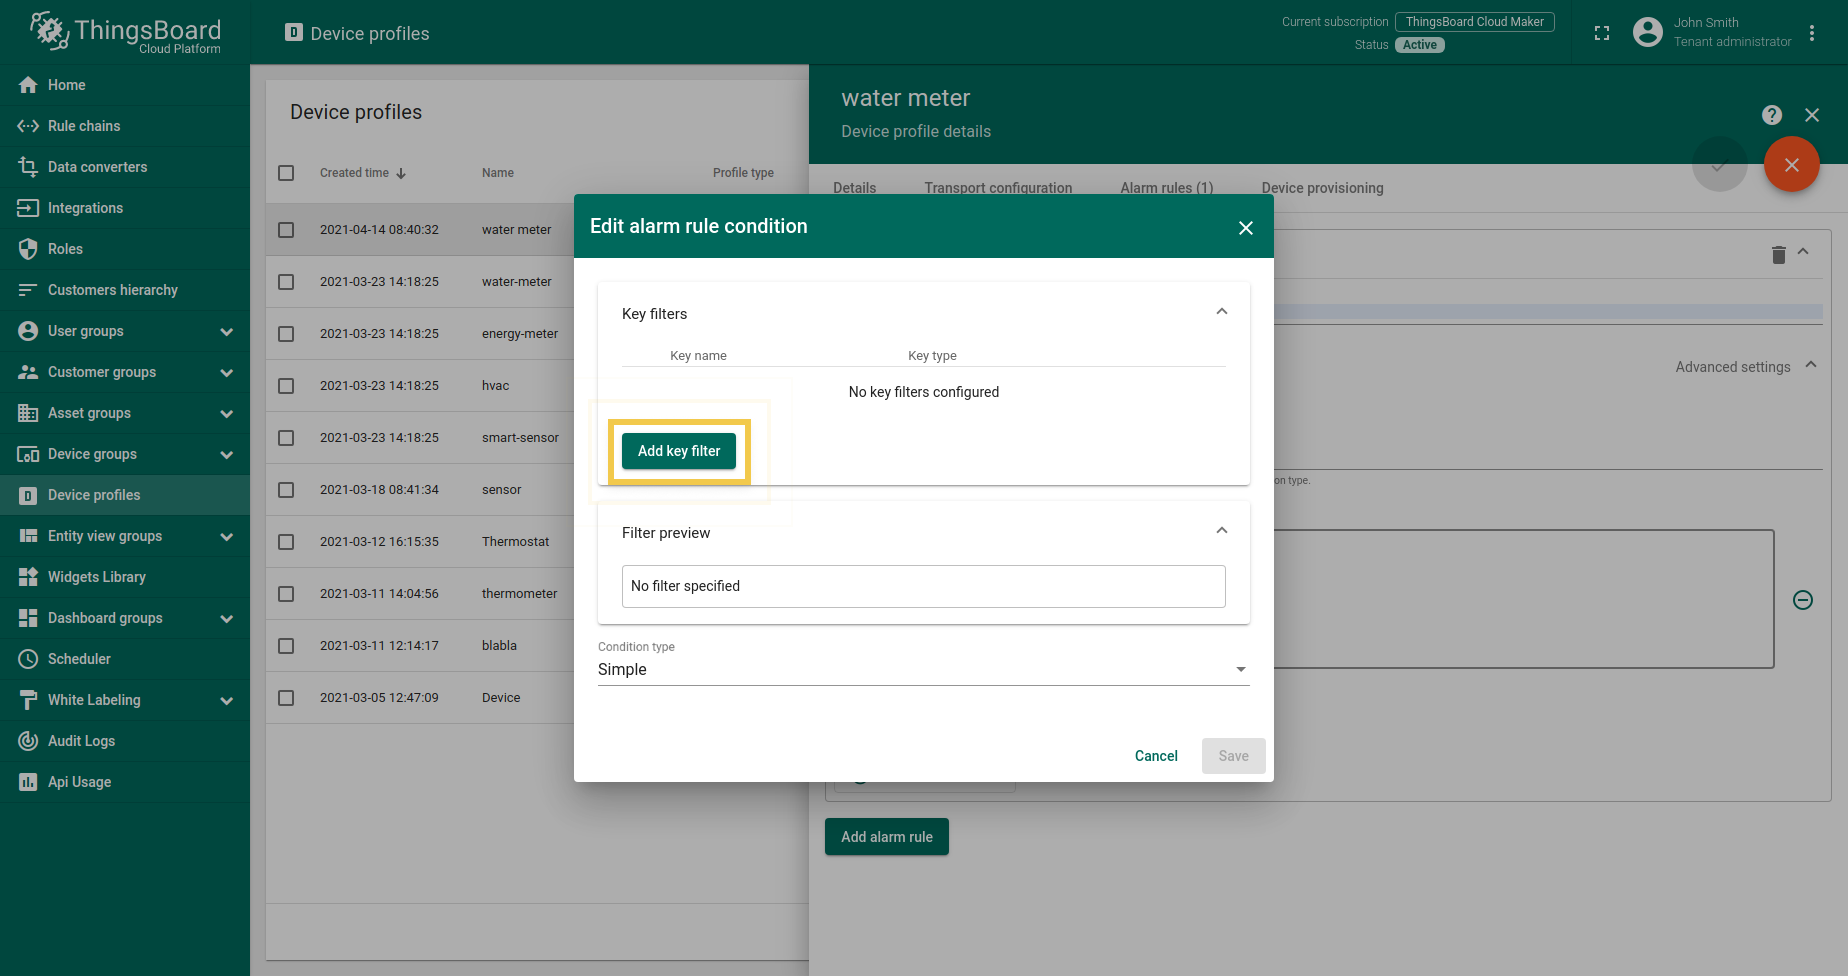 ThingsBoard
Cloud Platform
Home
Rule chains
Data converters
Integrations
Roles
Customers hierarchy
User groups
Customer groups
Asset groups
Device groups
Device profiles
Entity view groups
Widgets Library
Dashboard groups
Scheduler
White Labeling
Audit Logs
Api Usage
Device profiles
Current subscription ThingsBoard Cloud Maker
Status Active
John Smith
Tenant administrator
Device profiles
Created time Name Profile type
2021-04-14 08:40:32 water meter
2021-03-23 14:18:25 water-meter
2021-03-23 14:18:25 energy-meter
2021-03-23 14:18:25 hvac
2021-03-23 14:18:25 smart-sensor
2021-03-18 08:41:34 sensor
2021-03-12 16:15:35 Thermostat
2021-03-11 14:04:56 thermometer
2021-03-11 12:14:17 blabla
2021-03-05 12:47:09 Device
water meter
Device profile details
Details Transport configuration Alarm rules (1) Device provisioning
Advanced settings
on type.
Add alarm rule
Edit alarm rule condition
Key filters
Key name Key type
No key filters configured
Add key filter
Filter preview
No filter specified
Condition type
Simple
Cancel Save